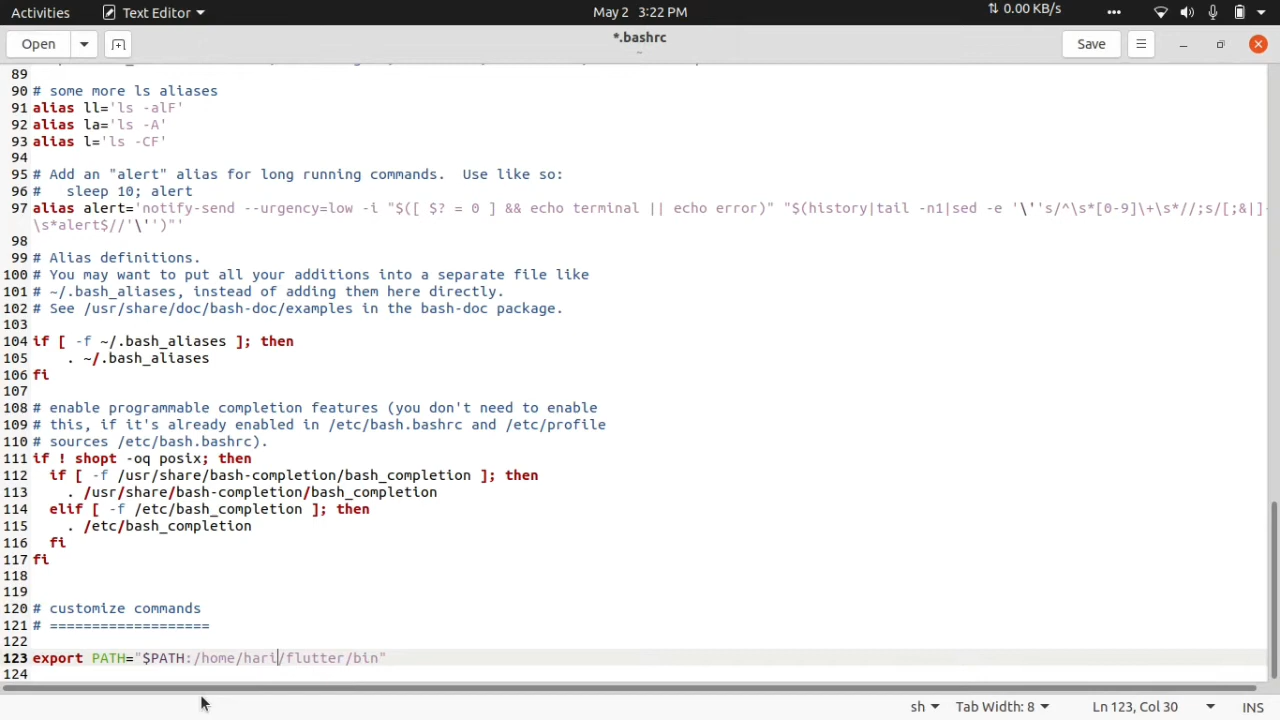 Activities Text Editor May 2 3:22 PM 0.00 KB/s
Open *.bashrc Save
~
89
90 # some more ls aliases
91 alias ll='ls -alF'
92 alias la='ls -A'
93 alias l='ls -CF'
94
95 # Add an "alert" alias for long running commands.  Use like so:
96 #   sleep 10; alert
97 alias alert='notify-send --urgency=low -i "$([ $? = 0 ] && echo terminal || echo error)" "$(history|tail -n1|sed -e '\''s/^\s*[0-9]\+\s*//;s/[;&|]
\s*alert$//'\'')"'
98
99 # Alias definitions.
100 # You may want to put all your additions into a separate file like
101 # ~/.bash_aliases, instead of adding them here directly.
102 # See /usr/share/doc/bash-doc/examples in the bash-doc package.
103
104 if [ -f ~/.bash_aliases ]; then
105     . ~/.bash_aliases
106 fi
107
108 # enable programmable completion features (you don't need to enable
109 # this, if it's already enabled in /etc/bash.bashrc and /etc/profile
110 # sources /etc/bash.bashrc).
111 if ! shopt -oq posix; then
112   if [ -f /usr/share/bash-completion/bash_completion ]; then
113     . /usr/share/bash-completion/bash_completion
114   elif [ -f /etc/bash_completion ]; then
115     . /etc/bash_completion
116   fi
117 fi
118
119
120 # customize commands
121 # ===================
122
123 export PATH="$PATH:/home/hari/flutter/bin"
124
sh Tab Width: 8 Ln 123, Col 30 INS